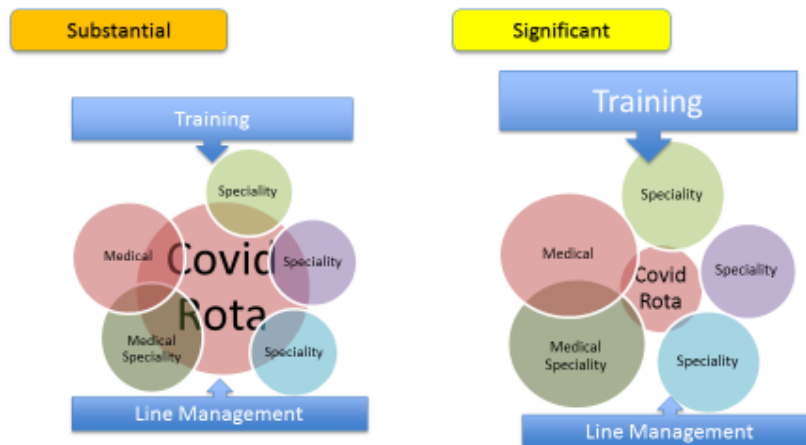 Substantial
Training
Speciality
Medical
Covid
Rota
Speciality
Medical
Speciality
Speciality
Line Management
Significant
Training
Speciality
Medical
Covid
Rota
Speciality
Medical
Speciality
Speciality
Line Management